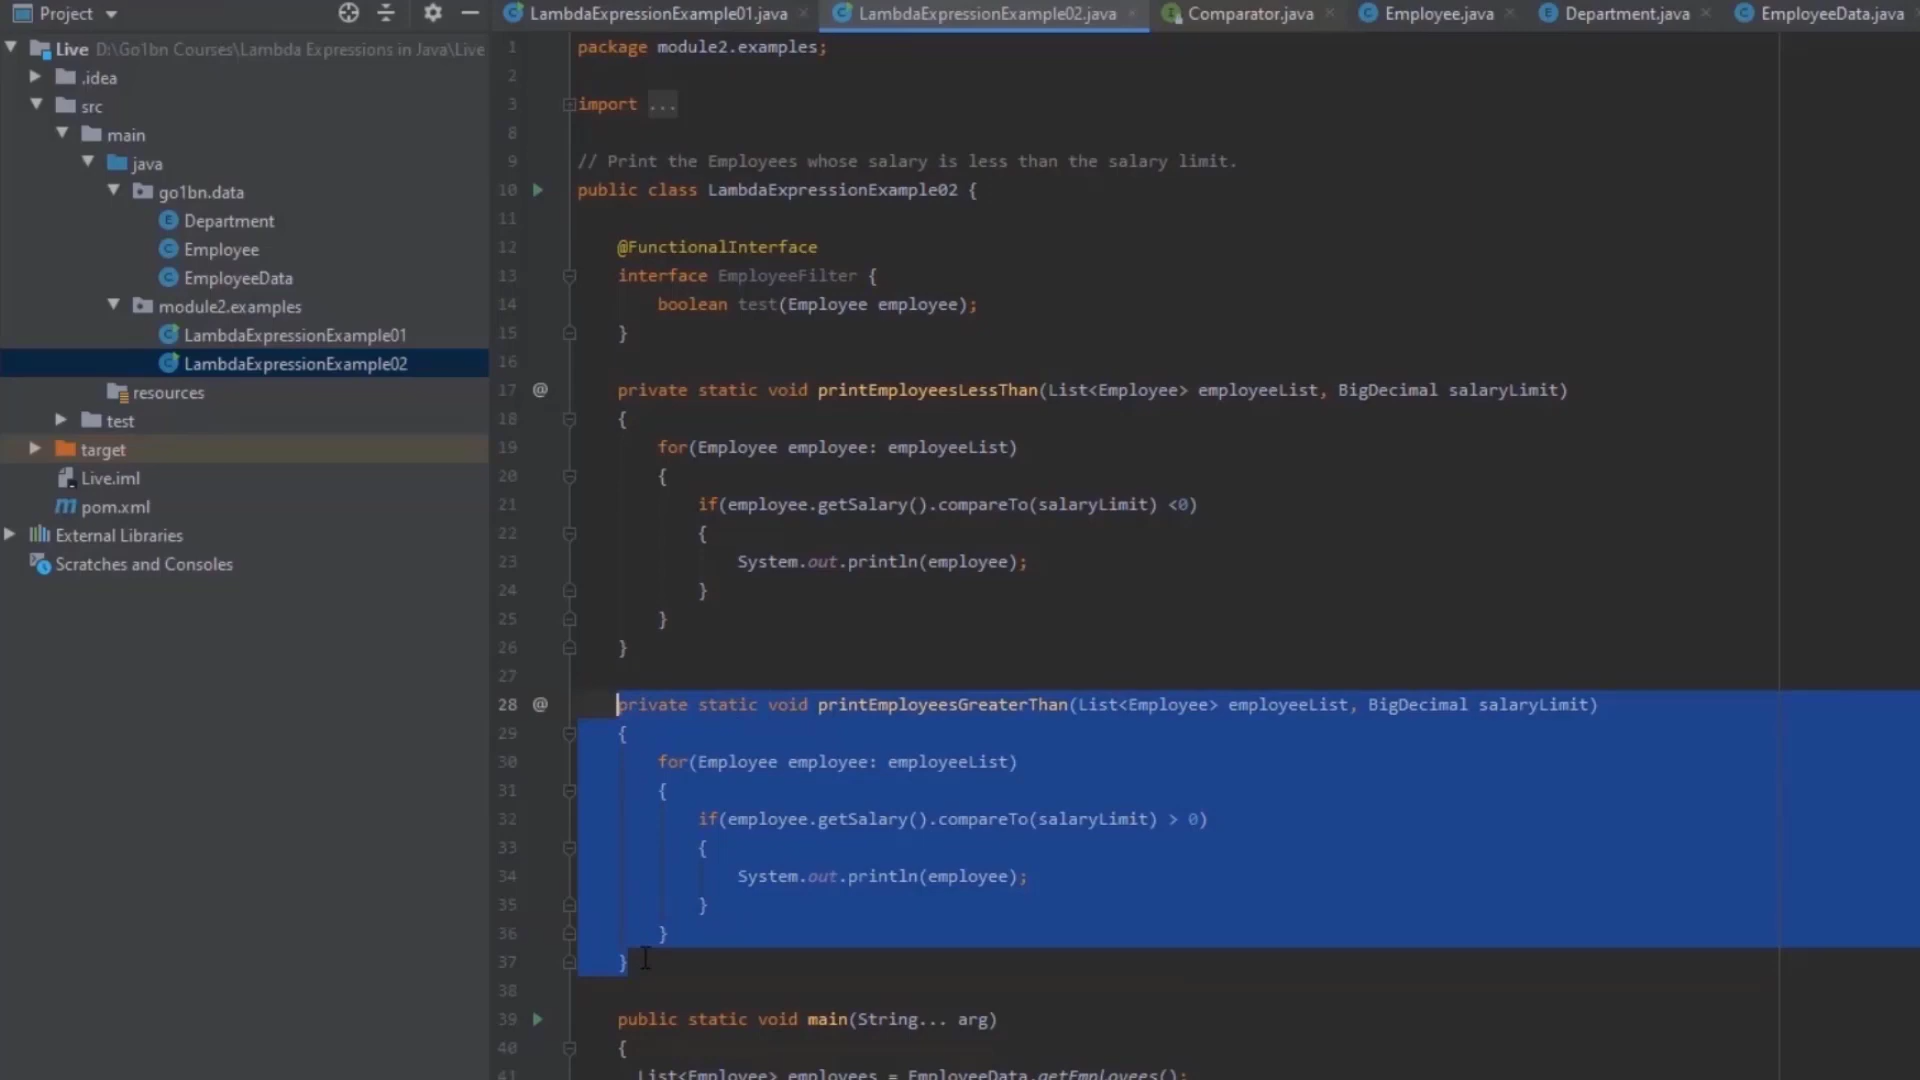 Project
LambdaExpressionExample01.java
LambdaExpressionExample02.java
Comparator.java
Employee.java
Department.java
EmployeeData.java
Live D:\Go1bn Courses\Lambda Expressions in Java\Live
.idea
src
main
java
go1bn.data
Department
Employee
EmployeeData
module2.examples
LambdaExpressionExample01
LambdaExpressionExample02
resources
test
target
Live.iml
pom.xml
External Libraries
Scratches and Consoles
1 package module2.examples;
2
3 import ...
8
9 // Print the Employees whose salary is less than the salary limit.
10 public class LambdaExpressionExample02 {
11
12 @FunctionalInterface
13 interface EmployeeFilter {
14 boolean test(Employee employee);
15 }
16
17 @ private static void printEmployeesLessThan(List<Employee> employeeList, BigDecimal salaryLimit)
18 {
19 for(Employee employee: employeeList)
20 {
21 if(employee.getSalary().compareTo(salaryLimit) <0)
22 {
23 System.out.println(employee);
24 }
25 }
26 }
27
28 @ private static void printEmployeesGreaterThan(List<Employee> employeeList, BigDecimal salaryLimit)
29 {
30 for(Employee employee: employeeList)
31 {
32 if(employee.getSalary().compareTo(salaryLimit) > 0)
33 {
34 System.out.println(employee);
35 }
36 }
37 }
38
39 public static void main(String... arg)
40 {
41 List<Employee> employees = EmployeeData.getEmployees();